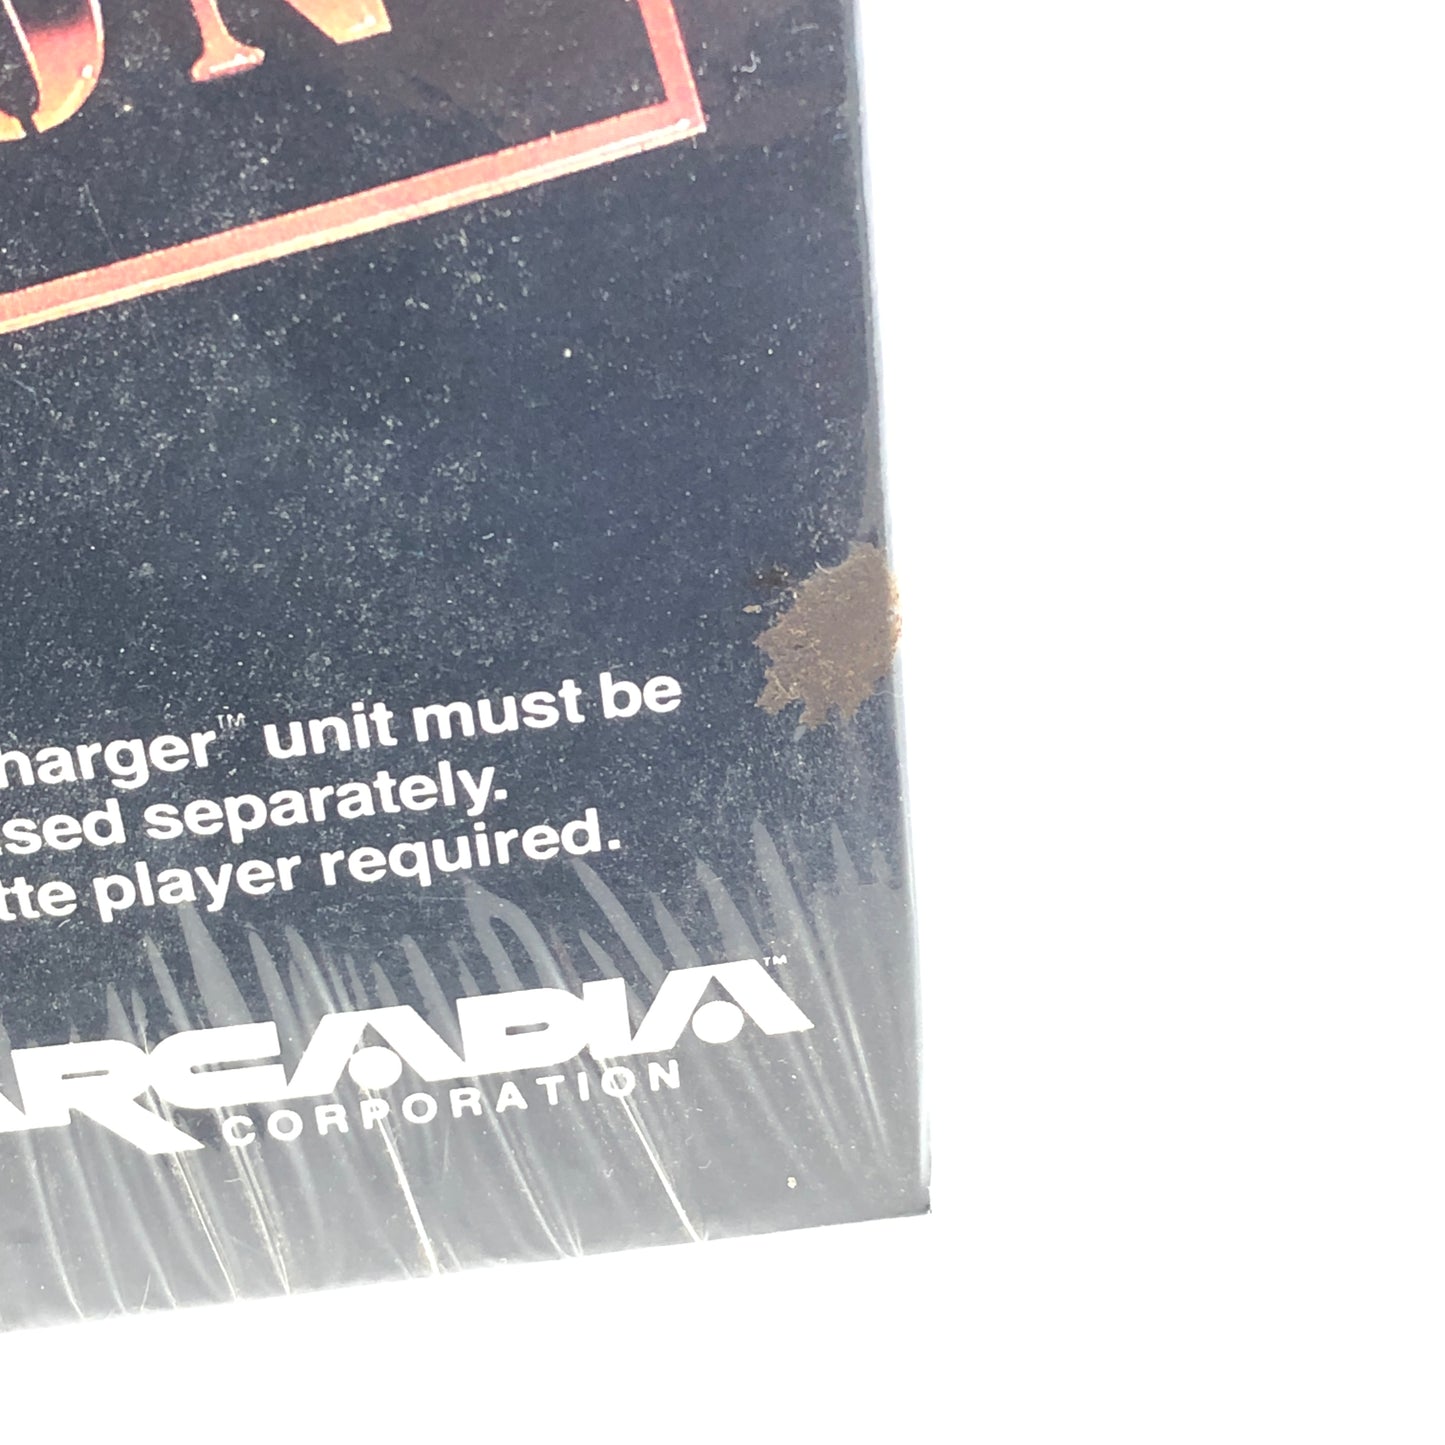 harger™ unit must be
sed separately.
tte player required.
ARCADIA™
CORPORATION